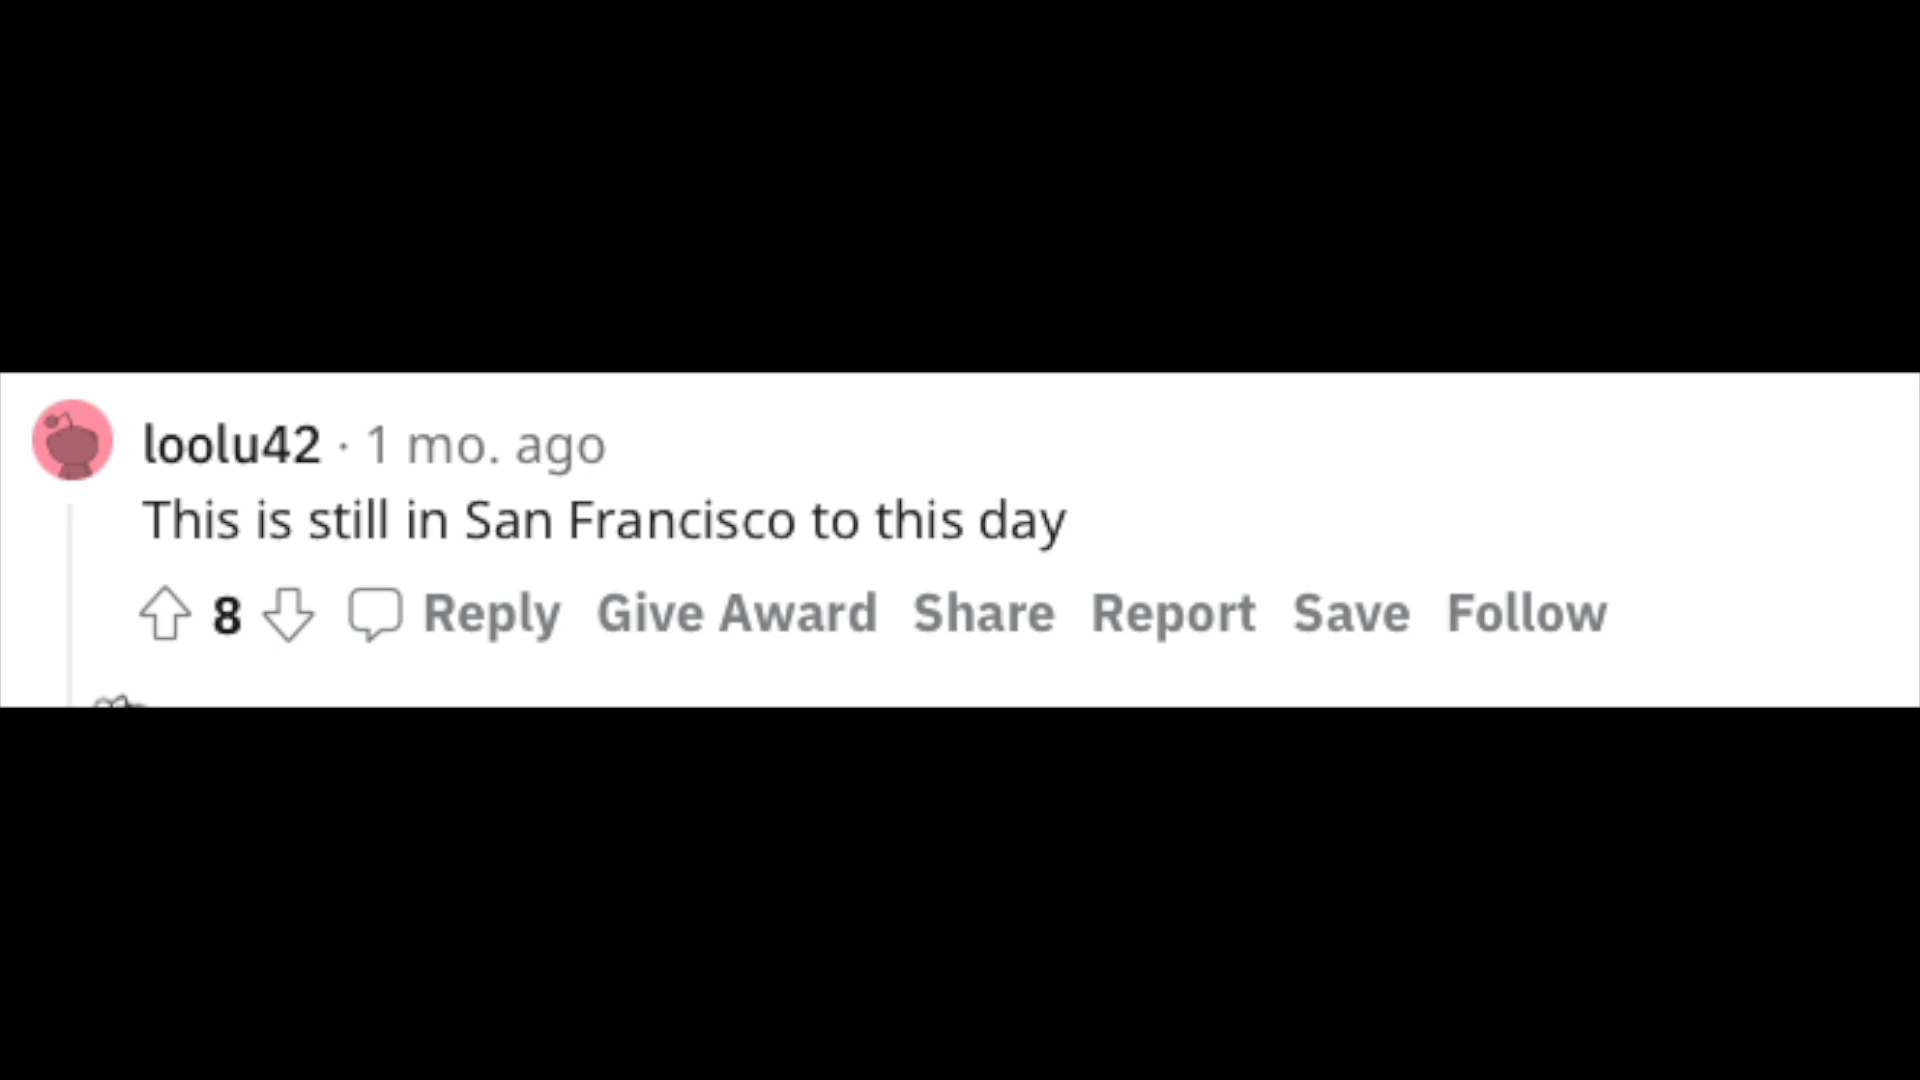 loolu42 · 1 mo. ago
This is still in San Francisco to this day
8 Reply Give Award Share Report Save Follow